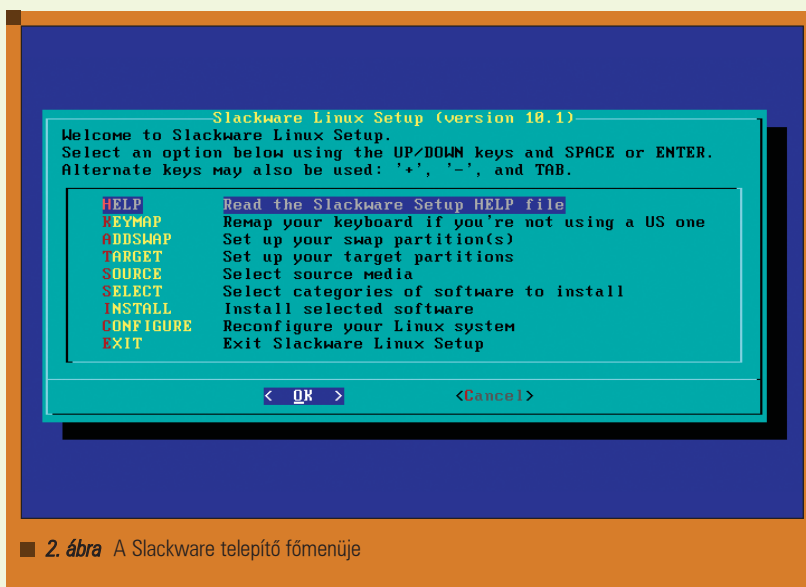 Slackware Linux Setup (version 10.1)
Welcome to Slackware Linux Setup.
Select an option below using the UP/DOWN keys and SPACE or ENTER.
Alternate keys may also be used: '+', '-', and TAB.
HELP Read the Slackware Setup HELP file
KEYMAP Remap your keyboard if you're not using a US one
ADDSWAP Set up your swap partition(s)
TARGET Set up your target partitions
SOURCE Select source media
SELECT Select categories of software to install
INSTALL Install selected software
CONFIGURE Reconfigure your Linux system
EXIT Exit Slackware Linux Setup
< OK > <Cancel>
2. ábra A Slackware telepítő főmenüje